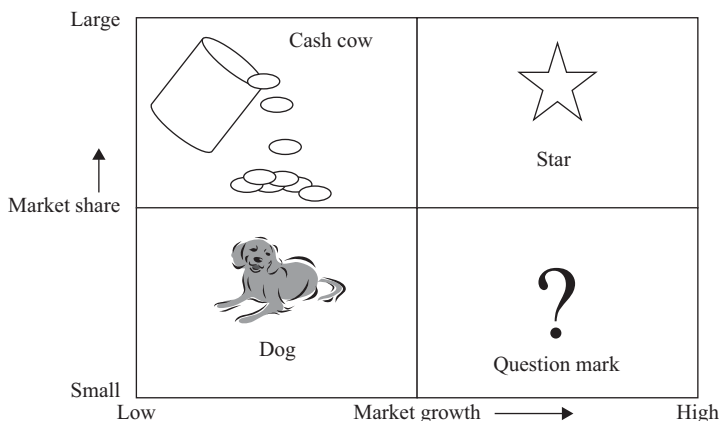 Large
Cash cow
Star
Market share
Dog
?
Question mark
Small
Low
Market growth
High